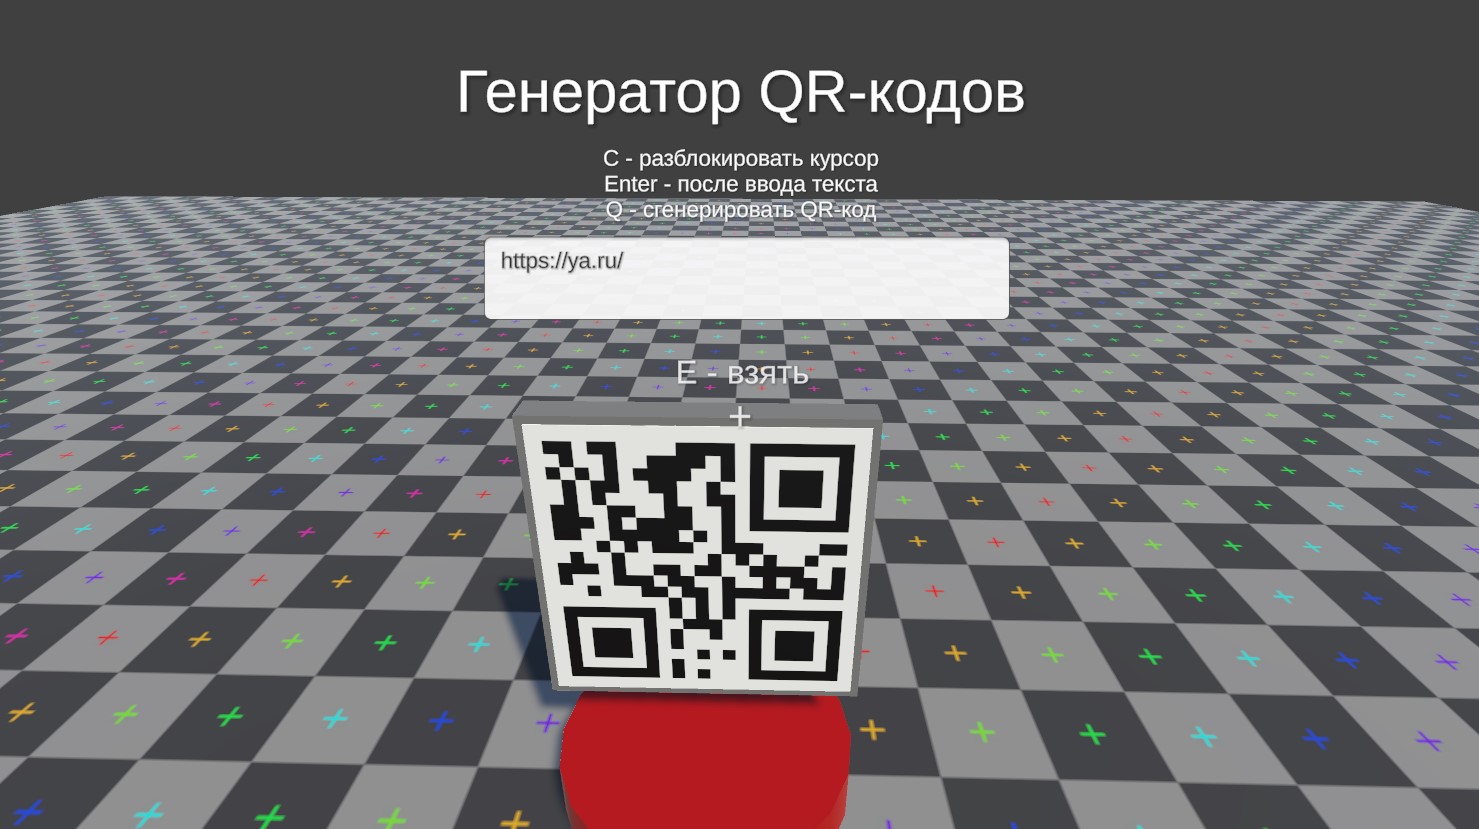 Генератор QR-кодов
C - разблокировать курсор
Enter - после ввода текста
Q - сгенерировать QR-код
https://ya.ru/
E - взять